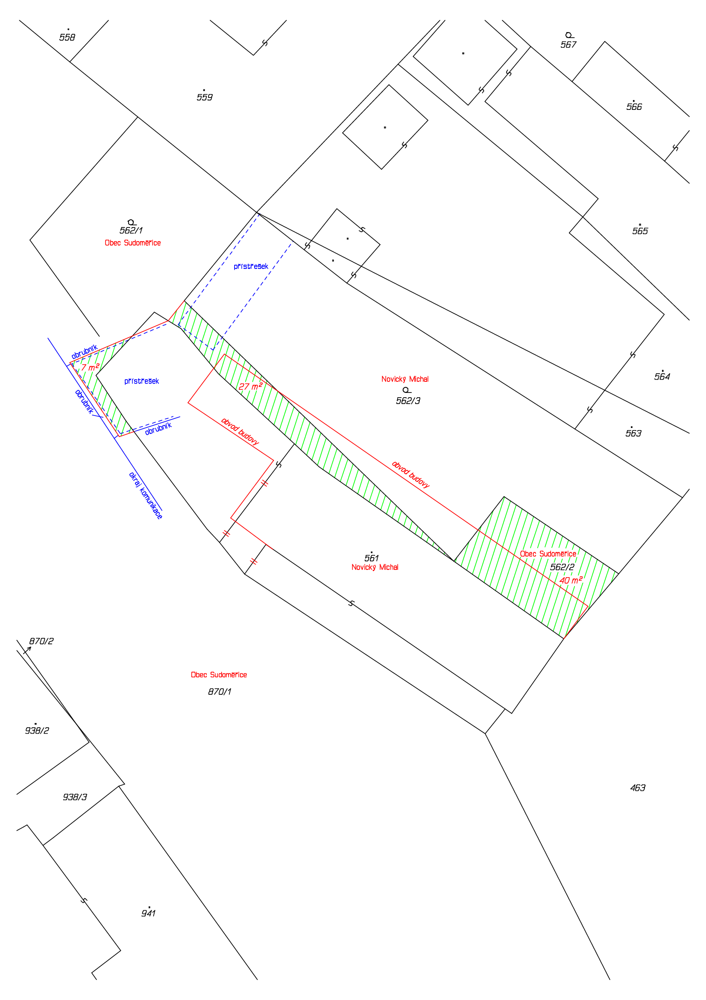 558
567
559
566
562/1
Obec Sudoměřice
565
přístřešek
obrubník
7 m²
přístřešek
27 m²
Novický Michal
562/3
564
obrubník
obrubník
obvod budovy
563
okraj komunikace
obvod budovy
561
Novický Michal
Obec Sudoměřice
562/2
40 m²
870/2
Obec Sudoměřice
870/1
938/2
463
938/3
941